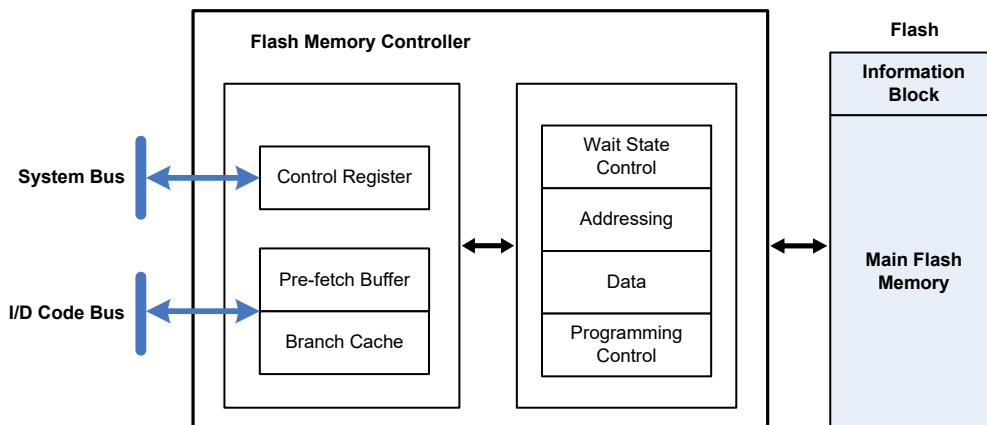 Flash Memory Controller
Flash
Information
Block
System Bus
Control Register
Wait State
Control
Addressing
I/D Code Bus
Pre-fetch Buffer
Branch Cache
Data
Programming
Control
Main Flash
Memory